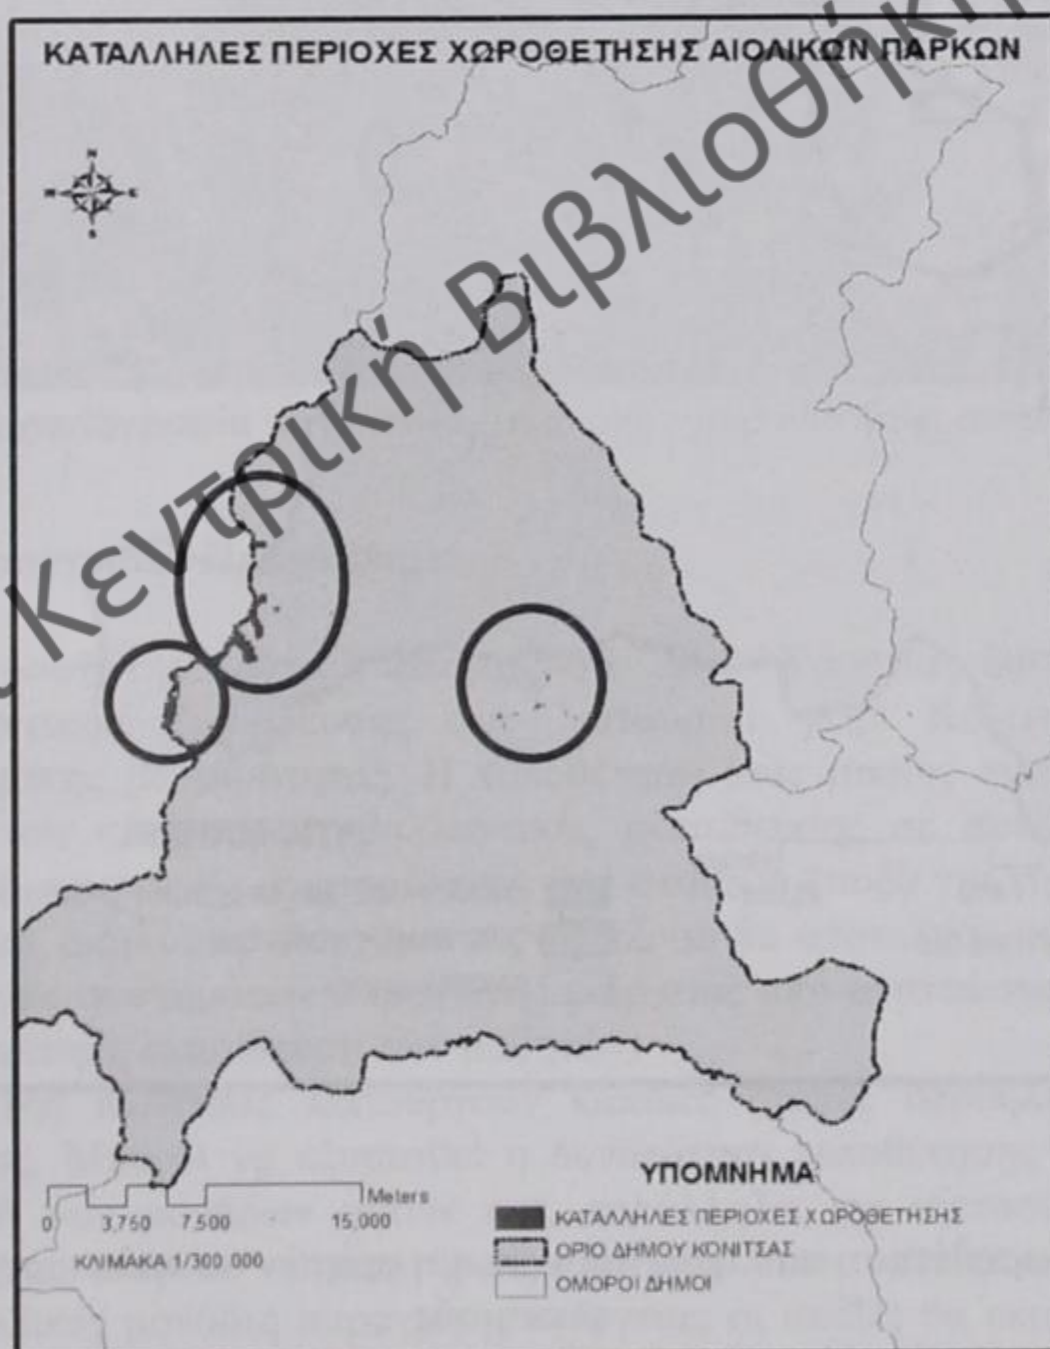 ΚΑΤΑΛΛΗΛΕΣ ΠΕΡΙΟΧΕΣ ΧΩΡΟΘΕΤΗΣΗΣ ΑΙΟΛΙΚΩΝ ΠΑΡΚΩΝ
N
S
Κεντρική Βιβλιοθήκη
ΥΠΟΜΝΗΜΑ
ΚΑΤΑΛΛΗΛΕΣ ΠΕΡΙΟΧΕΣ ΧΩΡΟΘΕΤΗΣΗΣ
ΟΡΙΟ ΔΗΜΟΥ ΚΟΝΙΤΣΑΣ
ΟΜΟΡΟΙ ΔΗΜΟΙ
Meters
0 3,750 7,500 15,000
ΚΛΙΜΑΚΑ 1/300 000